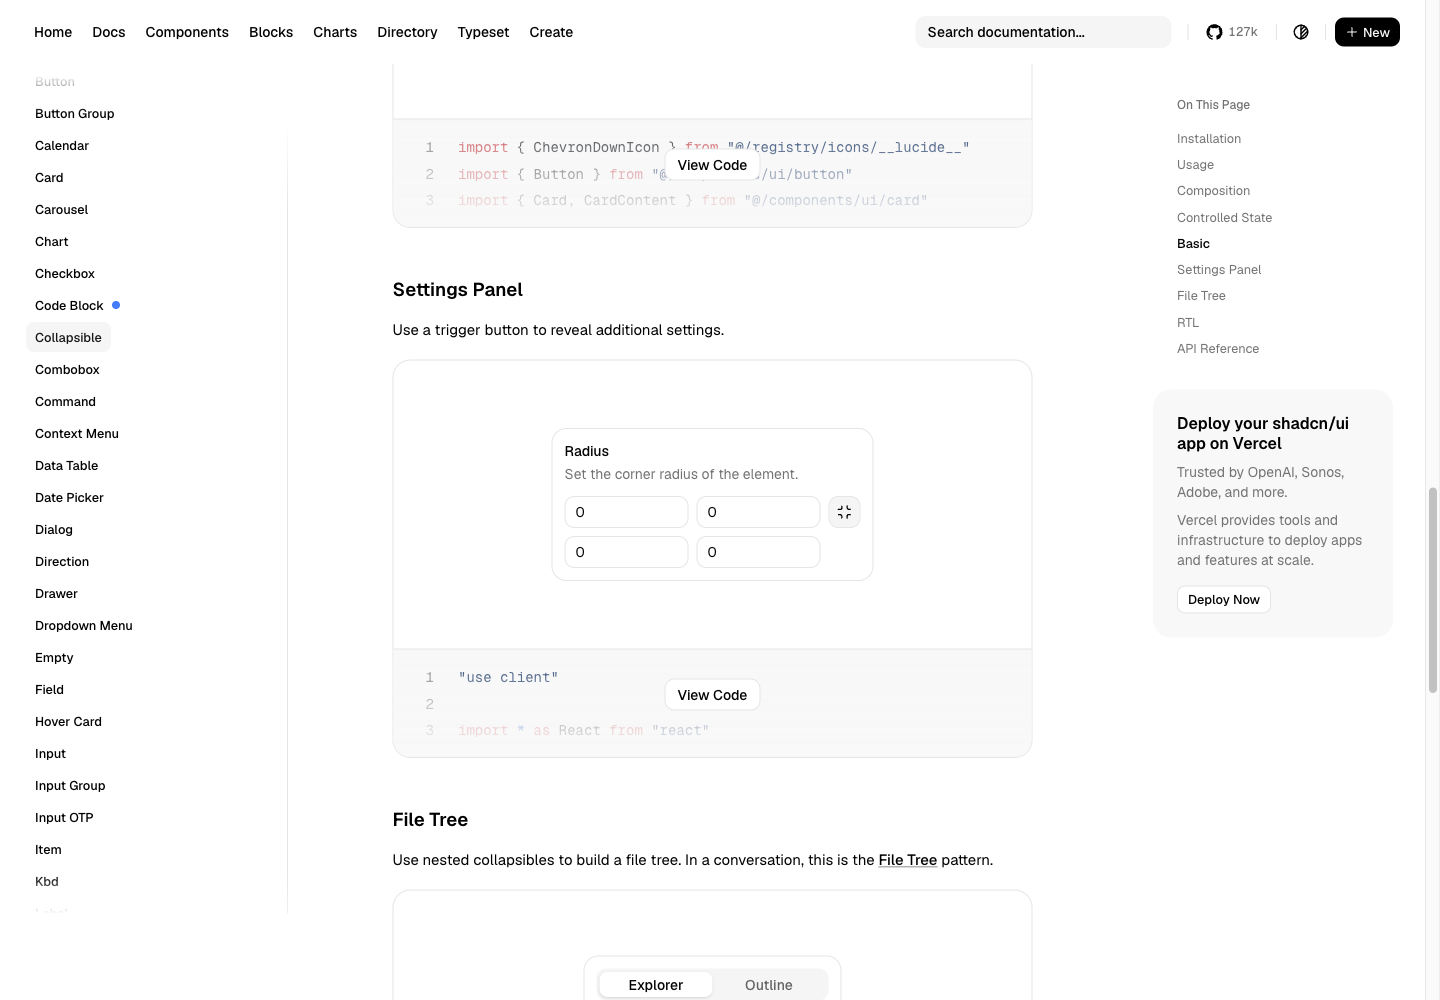 Home Docs Components Blocks Charts Directory Typeset Create
Search documentation...
127k
New
Button
Button Group
Calendar
Card
Carousel
Chart
Checkbox
Code Block
Collapsible
Combobox
Command
Context Menu
Data Table
Date Picker
Dialog
Direction
Drawer
Dropdown Menu
Empty
Field
Hover Card
Input
Input Group
Input OTP
Item
Kbd
Label
1 import { ChevronDownIcon } from "@/registry/icons/__lucide__"
2 import { Button } from "@/ui/button"
3 import { Card, CardContent } from "@/components/ui/card"
View Code
Settings Panel
Use a trigger button to reveal additional settings.
Radius
Set the corner radius of the element.
0 0
0 0
1 "use client"
2
3 import * as React from "react"
View Code
File Tree
Use nested collapsibles to build a file tree. In a conversation, this is the File Tree pattern.
Explorer Outline
On This Page
Installation
Usage
Composition
Controlled State
Basic
Settings Panel
File Tree
RTL
API Reference
Deploy your shadcn/ui
app on Vercel
Trusted by OpenAI, Sonos,
Adobe, and more.
Vercel provides tools and
infrastructure to deploy apps
and features at scale.
Deploy Now